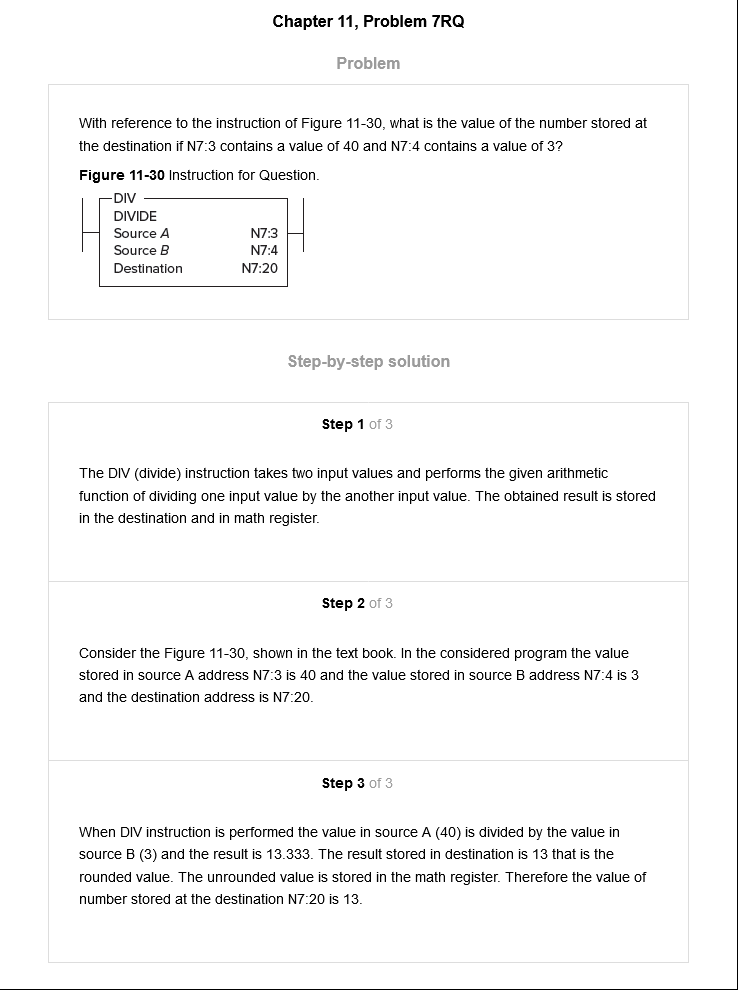 Chapter 11, Problem 7RQ
Problem
With reference to the instruction of Figure 11-30, what is the value of the number stored at
the destination if N7:3 contains a value of 40 and N7:4 contains a value of 3?
Figure 11-30 Instruction for Question.
DIV
DIVIDE
Source A N7:3
Source B N7:4
Destination N7:20
Step-by-step solution
Step 1 of 3
The DIV (divide) instruction takes two input values and performs the given arithmetic
function of dividing one input value by the another input value. The obtained result is stored
in the destination and in math register.
Step 2 of 3
Consider the Figure 11-30, shown in the text book. In the considered program the value
stored in source A address N7:3 is 40 and the value stored in source B address N7:4 is 3
and the destination address is N7:20.
Step 3 of 3
When DIV instruction is performed the value in source A (40) is divided by the value in
source B (3) and the result is 13.333. The result stored in destination is 13 that is the
rounded value. The unrounded value is stored in the math register. Therefore the value of
number stored at the destination N7:20 is 13.